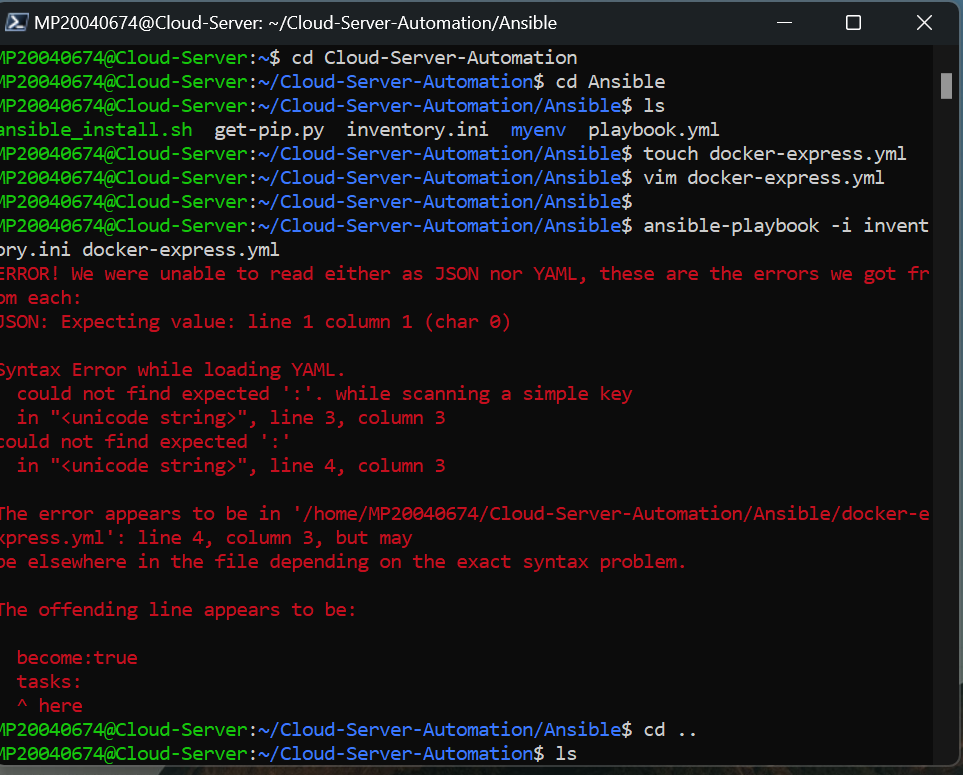 MP20040674@Cloud-Server: ~/Cloud-Server-Automation/Ansible
MP20040674@Cloud-Server:~$ cd Cloud-Server-Automation
MP20040674@Cloud-Server:~/Cloud-Server-Automation$ cd Ansible
MP20040674@Cloud-Server:~/Cloud-Server-Automation/Ansible$ ls
ansible_install.sh  get-pip.py  inventory.ini  myenv  playbook.yml
MP20040674@Cloud-Server:~/Cloud-Server-Automation/Ansible$ touch docker-express.yml
MP20040674@Cloud-Server:~/Cloud-Server-Automation/Ansible$ vim docker-express.yml
MP20040674@Cloud-Server:~/Cloud-Server-Automation/Ansible$
MP20040674@Cloud-Server:~/Cloud-Server-Automation/Ansible$ ansible-playbook -i invent
ory.ini docker-express.yml
ERROR! We were unable to read either as JSON nor YAML, these are the errors we got fr
om each:
JSON: Expecting value: line 1 column 1 (char 0)

Syntax Error while loading YAML.
  could not find expected ':'. while scanning a simple key
  in "<unicode string>", line 3, column 3
could not find expected ':'
  in "<unicode string>", line 4, column 3

The error appears to be in '/home/MP20040674/Cloud-Server-Automation/Ansible/docker-e
xpress.yml': line 4, column 3, but may
be elsewhere in the file depending on the exact syntax problem.

The offending line appears to be:

  become:true
  tasks:
  ^ here
MP20040674@Cloud-Server:~/Cloud-Server-Automation/Ansible$ cd ..
MP20040674@Cloud-Server:~/Cloud-Server-Automation$ ls